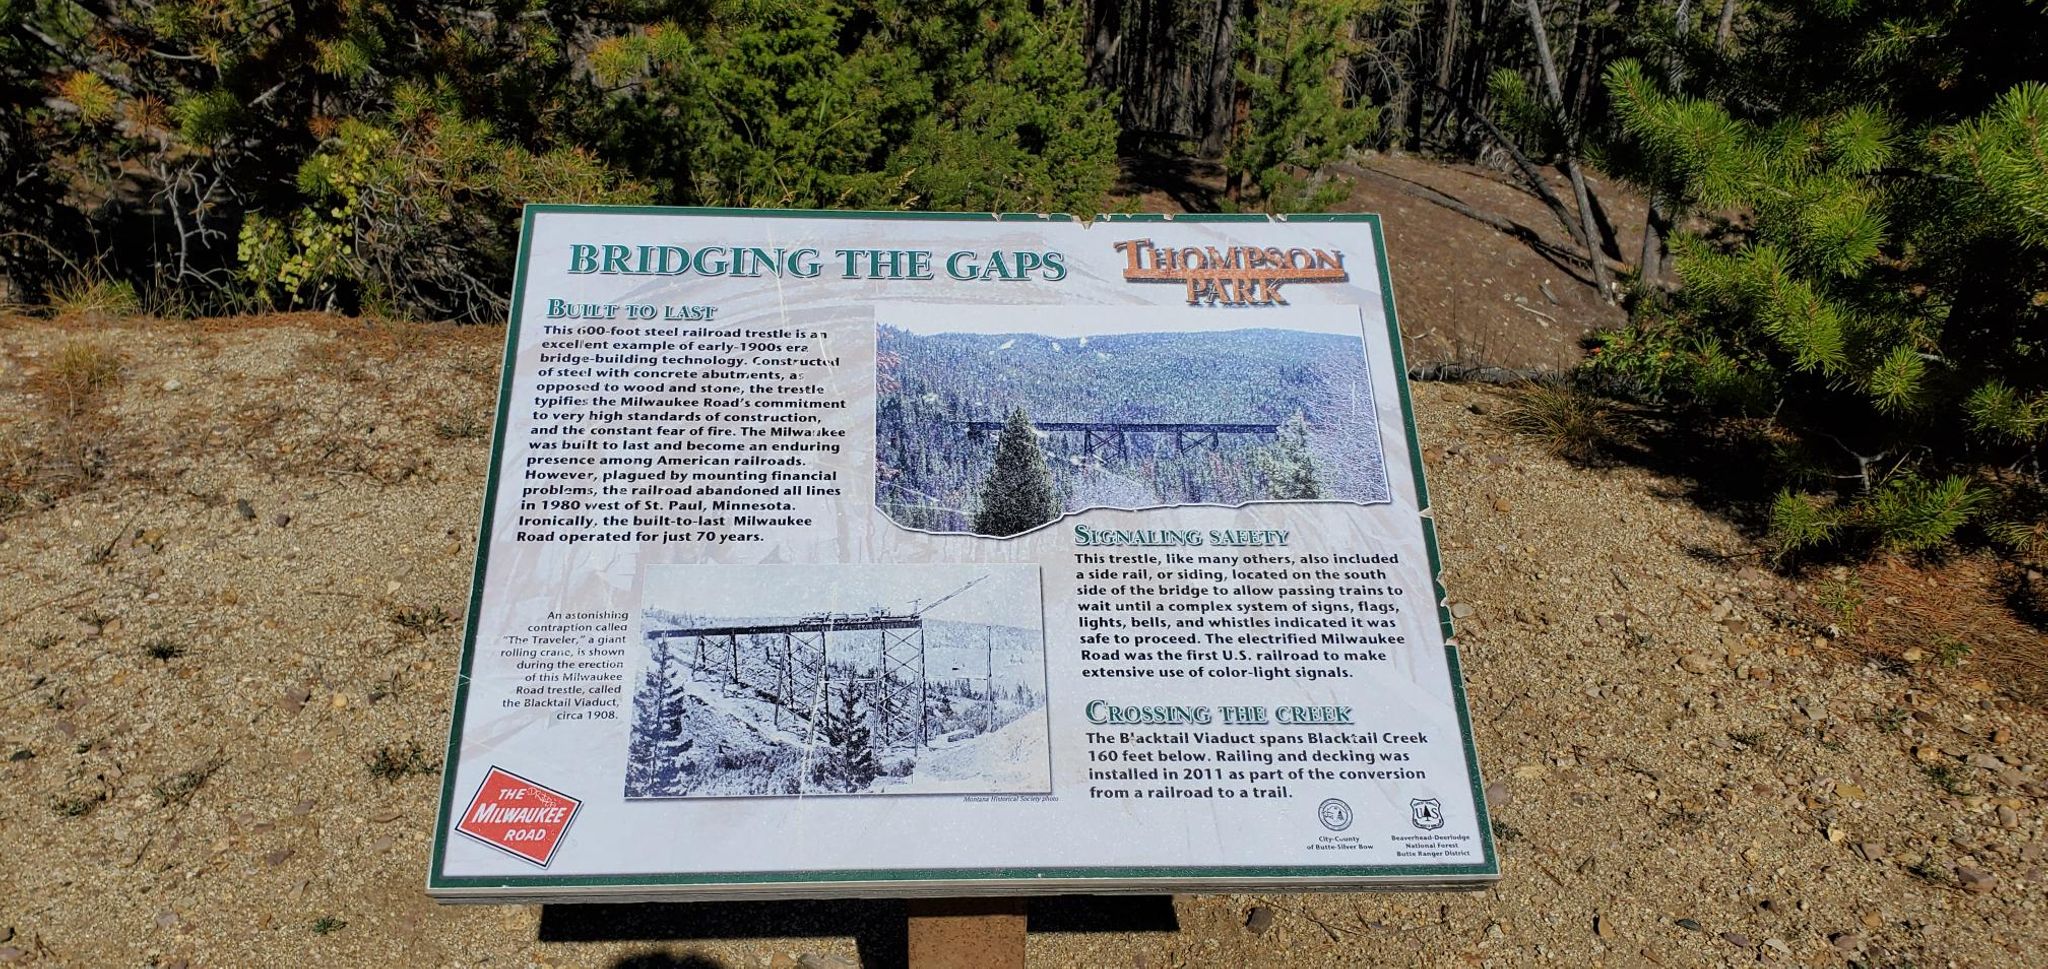 BRIDGING THE GAPS
THOMPSON
PARK
BUILT TO LAST
This 600-foot steel railroad trestle is an
excellent example of early-1900s era
bridge-building technology. Constructed
of steel with concrete abutments, as
opposed to wood and stone, the trestle
typifies the Milwaukee Road's commitment
to very high standards of construction,
and the constant fear of fire. The Milwaukee
was built to last and become an enduring
presence among American railroads.
However, plagued by mounting financial
problems, the railroad abandoned all lines
in 1980 west of St. Paul, Minnesota.
Ironically, the built-to-last Milwaukee
Road operated for just 70 years.
An astonishing
contraption called
"The Traveler," a giant
rolling crane, is shown
during the erection
of this Milwaukee
Road trestle, called
the Blacktail Viaduct,
circa 1908.
Montana Historical Society photo
SIGNALING SAFETY
This trestle, like many others, also included
a side rail, or siding, located on the south
side of the bridge to allow passing trains to
wait until a complex system of signs, flags,
lights, bells, and whistles indicated it was
safe to proceed. The electrified Milwaukee
Road was the first U.S. railroad to make
extensive use of color-light signals.
CROSSING THE CREEK
The Blacktail Viaduct spans Blacktail Creek
160 feet below. Railing and decking was
installed in 2011 as part of the conversion
from a railroad to a trail.
THE
MILWAUKEE
ROAD
City-County
of Butte-Silver Bow
U S
Beaverhead-Deerlodge
National Forest
Butte Ranger District